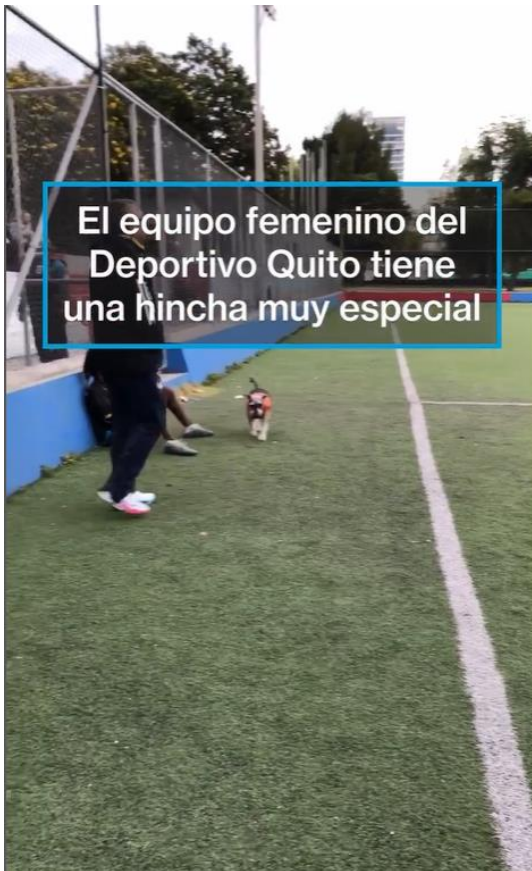 El equipo femenino del
Deportivo Quito tiene
una hincha muy especial